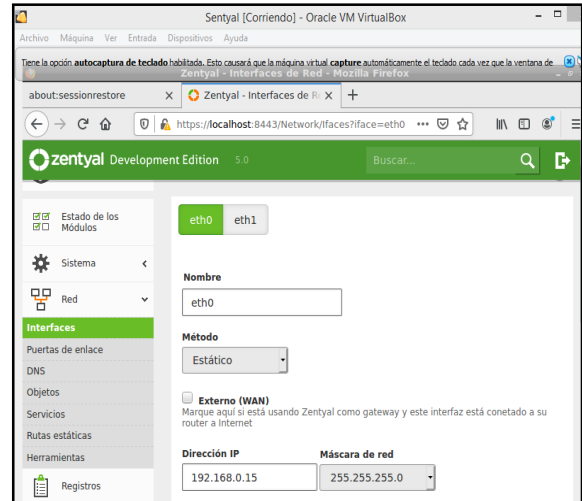 Sentyal [Corriendo] - Oracle VM VirtualBox
Archivo Máquina Ver Entrada Dispositivos Ayuda
Tiene la opción autocaptura de teclado habilitada. Esto causará que la máquina virtual capture automáticamente el teclado cada vez que la ventana de
Zentyal - Interfaces de Red - Mozilla Firefox
about:sessionrestore
Zentyal - Interfaces de R
https://localhost:8443/Network/Ifaces?iface=eth0
zentyal Development Edition 5.0
Buscar...
Estado de los
Módulos
Sistema
Red
Interfaces
Puertas de enlace
DNS
Objetos
Servicios
Rutas estáticas
Herramientas
Registros
eth0 eth1
Nombre
eth0
Método
Estático
Externo (WAN)
Marque aquí si está usando Zentyal como gateway y este interfaz está conetado a su
router a Internet
Dirección IP Máscara de red
192.168.0.15 255.255.255.0